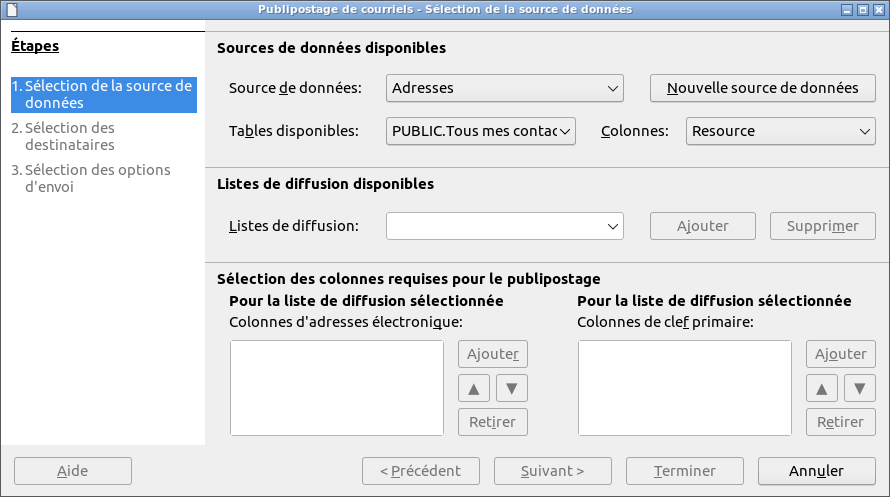 Publipostage de courriels - Sélection de la source de données
Étapes
1. Sélection de la source de
données
2. Sélection des
destinataires
3. Sélection des options
d'envoi
Sources de données disponibles
Source de données: Adresses Nouvelle source de données
Tables disponibles: PUBLIC.Tous mes contac Colonnes: Resource
Listes de diffusion disponibles
Listes de diffusion: Ajouter Supprimer
Sélection des colonnes requises pour le publipostage
Pour la liste de diffusion sélectionnée Pour la liste de diffusion sélectionnée
Colonnes d'adresses électronique: Colonnes de clef primaire:
Ajouter Ajouter
▲ ▼ ▲ ▼
Retirer Retirer
Aide < Précédent Suivant > Terminer Annuler